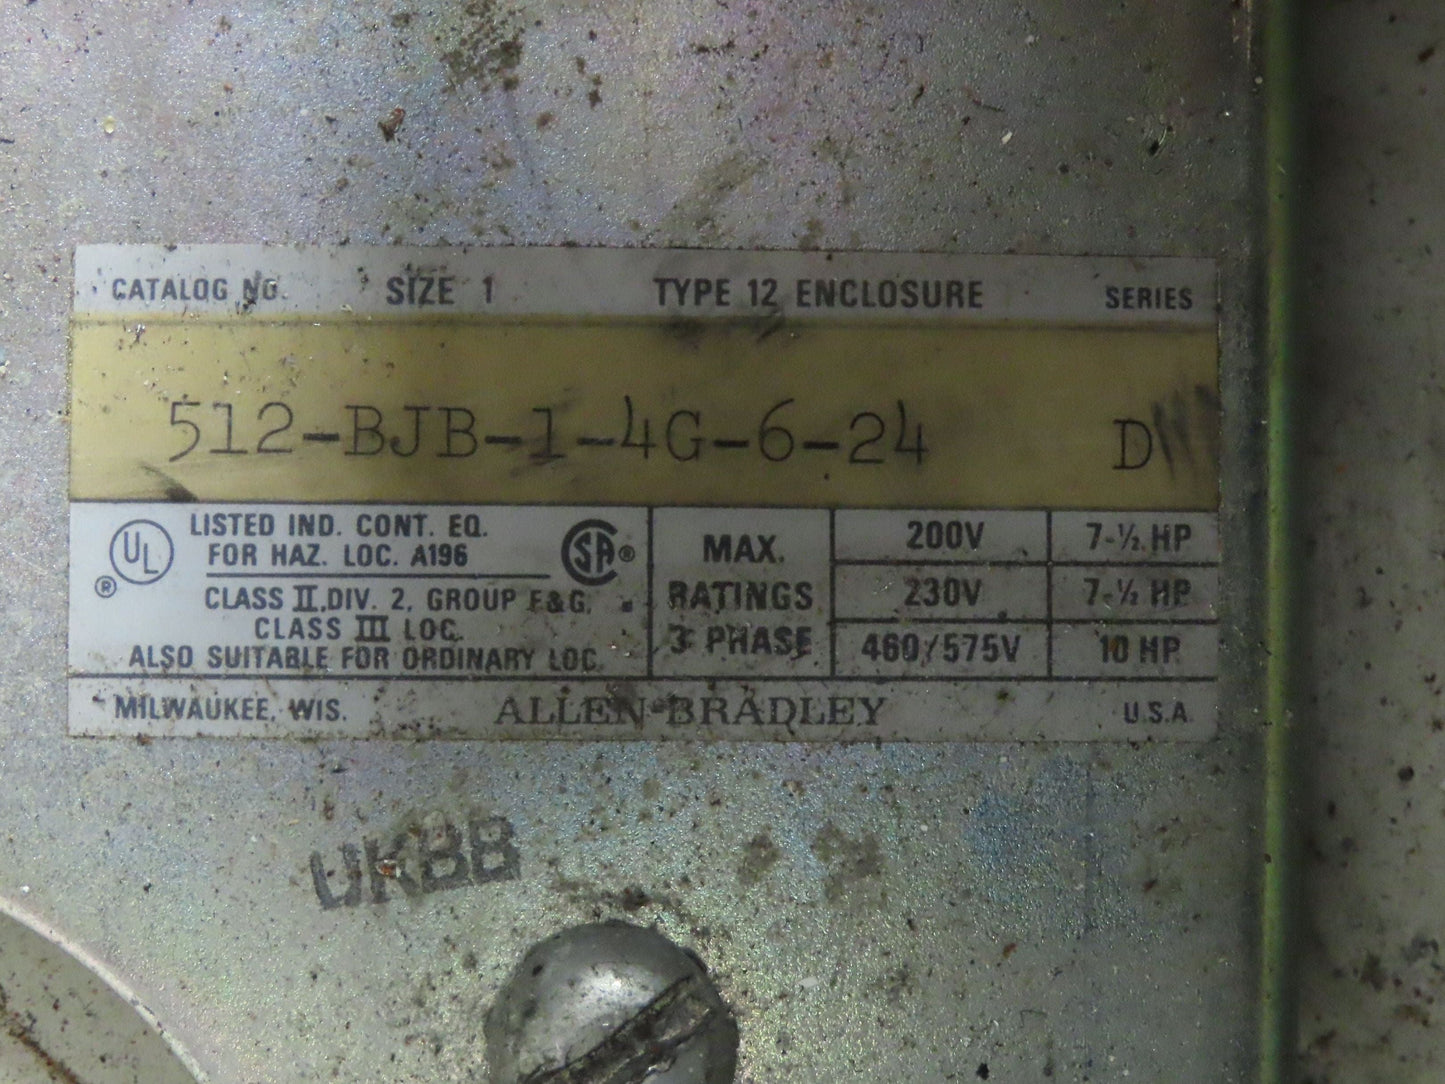 CATALOG NO. SIZE 1 TYPE 12 ENCLOSURE SERIES
512-BJB-1-4G-6-24 D
UL ® LISTED IND. CONT. EQ.
FOR HAZ. LOC. A196
SA ®
CLASS II, DIV. 2, GROUP F&G,
CLASS III LOC.
ALSO SUITABLE FOR ORDINARY LOC.
MAX.
RATINGS
3 PHASE
200V 7-½ HP
230V 7-½ HP
460/575V 10 HP
MILWAUKEE, WIS. ALLEN-BRADLEY U.S.A.
UKBB